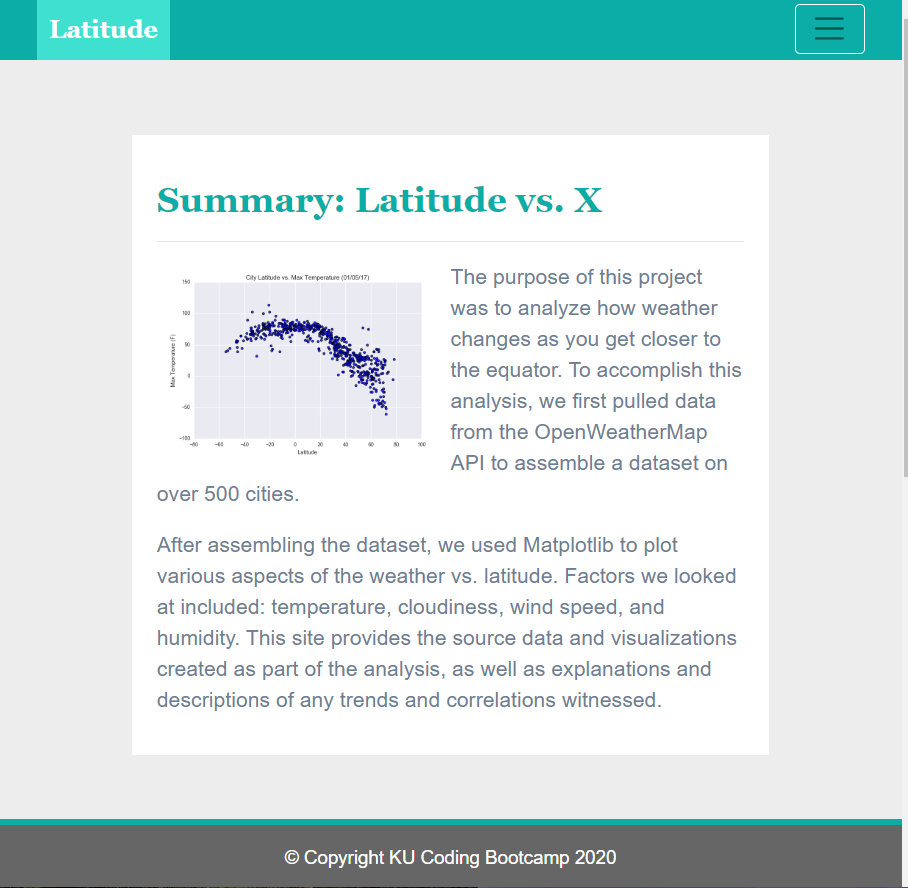 Latitude
Summary: Latitude vs. X
City Latitude vs. Max Temperature (01/05/17)
150
100
50
0
−50
−100
Max Temperature (F)
−80 −60 −40 −20 0 20 40 60 80 100
Latitude
The purpose of this project
was to analyze how weather
changes as you get closer to
the equator. To accomplish this
analysis, we first pulled data
from the OpenWeatherMap
API to assemble a dataset on
over 500 cities.
After assembling the dataset, we used Matplotlib to plot
various aspects of the weather vs. latitude. Factors we looked
at included: temperature, cloudiness, wind speed, and
humidity. This site provides the source data and visualizations
created as part of the analysis, as well as explanations and
descriptions of any trends and correlations witnessed.
© Copyright KU Coding Bootcamp 2020